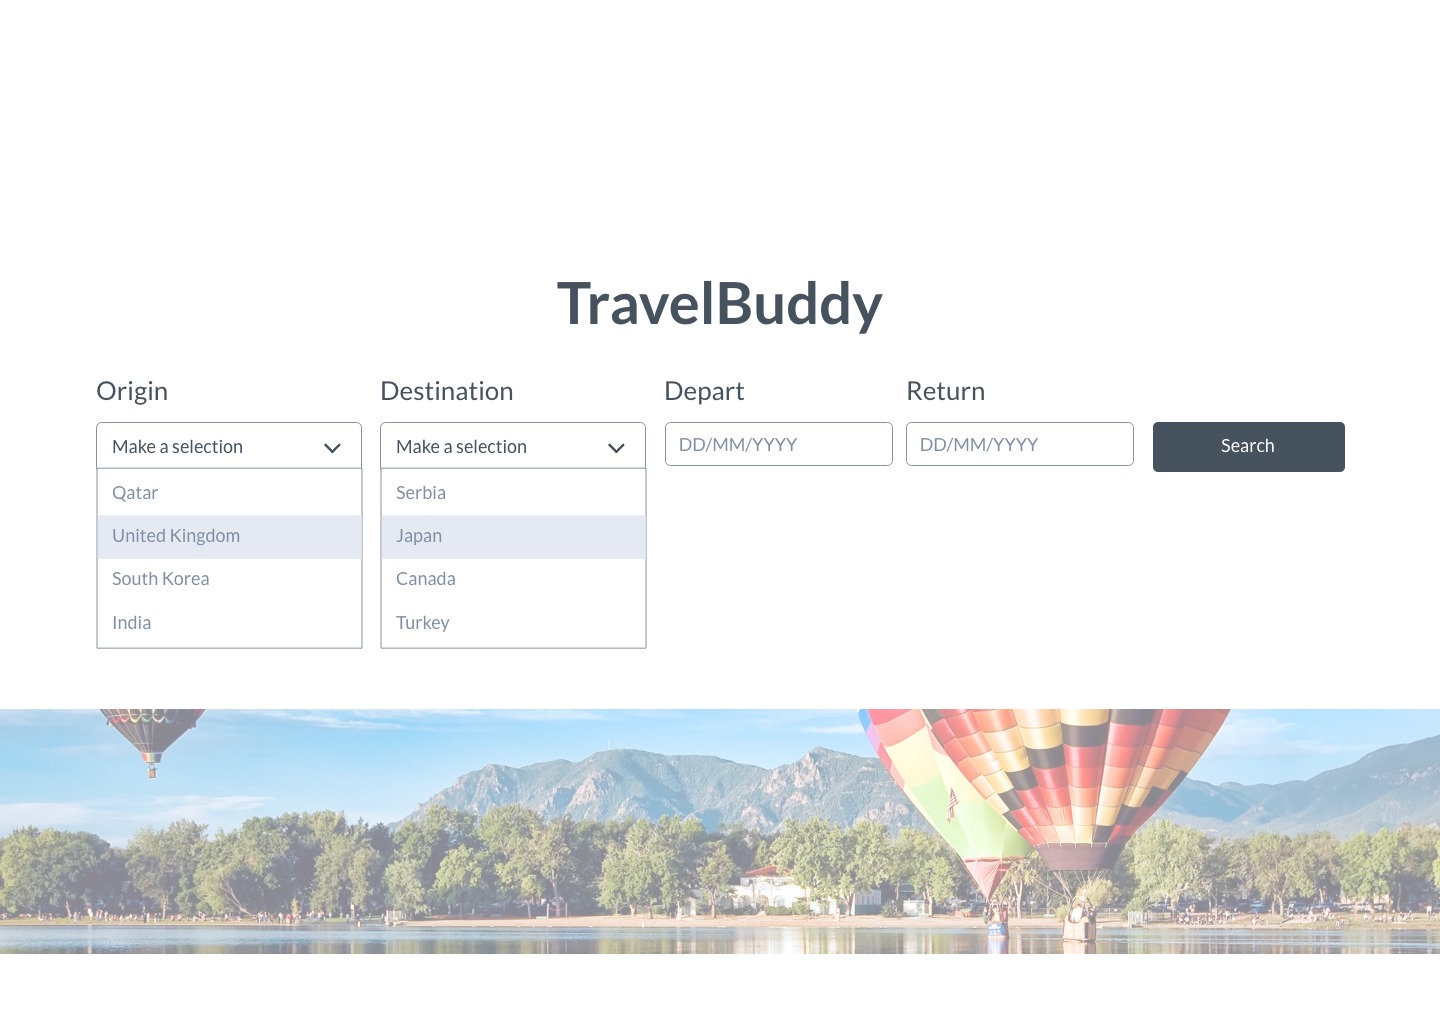 TravelBuddy
Origin
Destination
Depart
Return
Make a selection
Make a selection
DD/MM/YYYY
DD/MM/YYYY
Search
Qatar
United Kingdom
South Korea
India
Serbia
Japan
Canada
Turkey